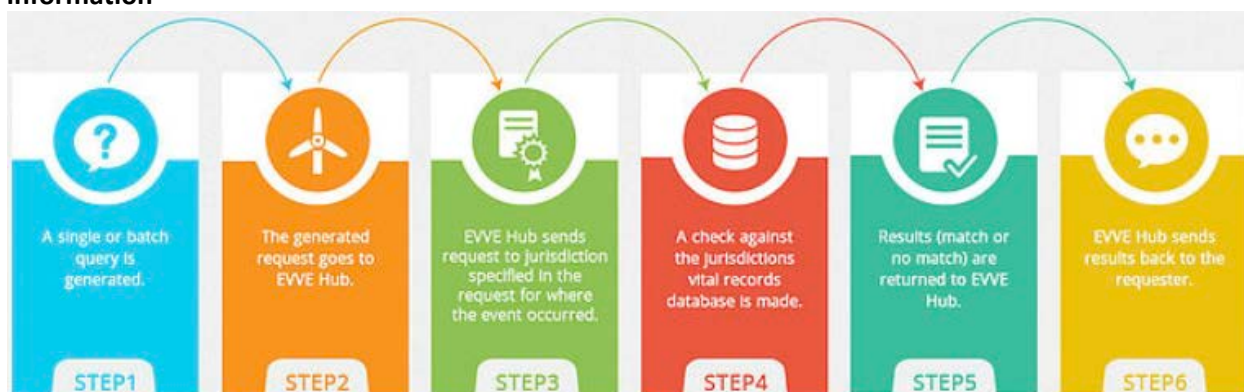 information
A single or batch
query is
generated.
STEP1
The generated
request goes to
EVVE Hub.
STEP2
EVVE Hub sends
request to jurisdiction
specified in the
request for where
the event occurred.
STEP3
A check against
the jurisdictions
vital records
database is made.
STEP4
Results (match or
no match) are
returned to EVVE
Hub.
STEP5
EVVE Hub sends
results back to the
requester.
STEP6